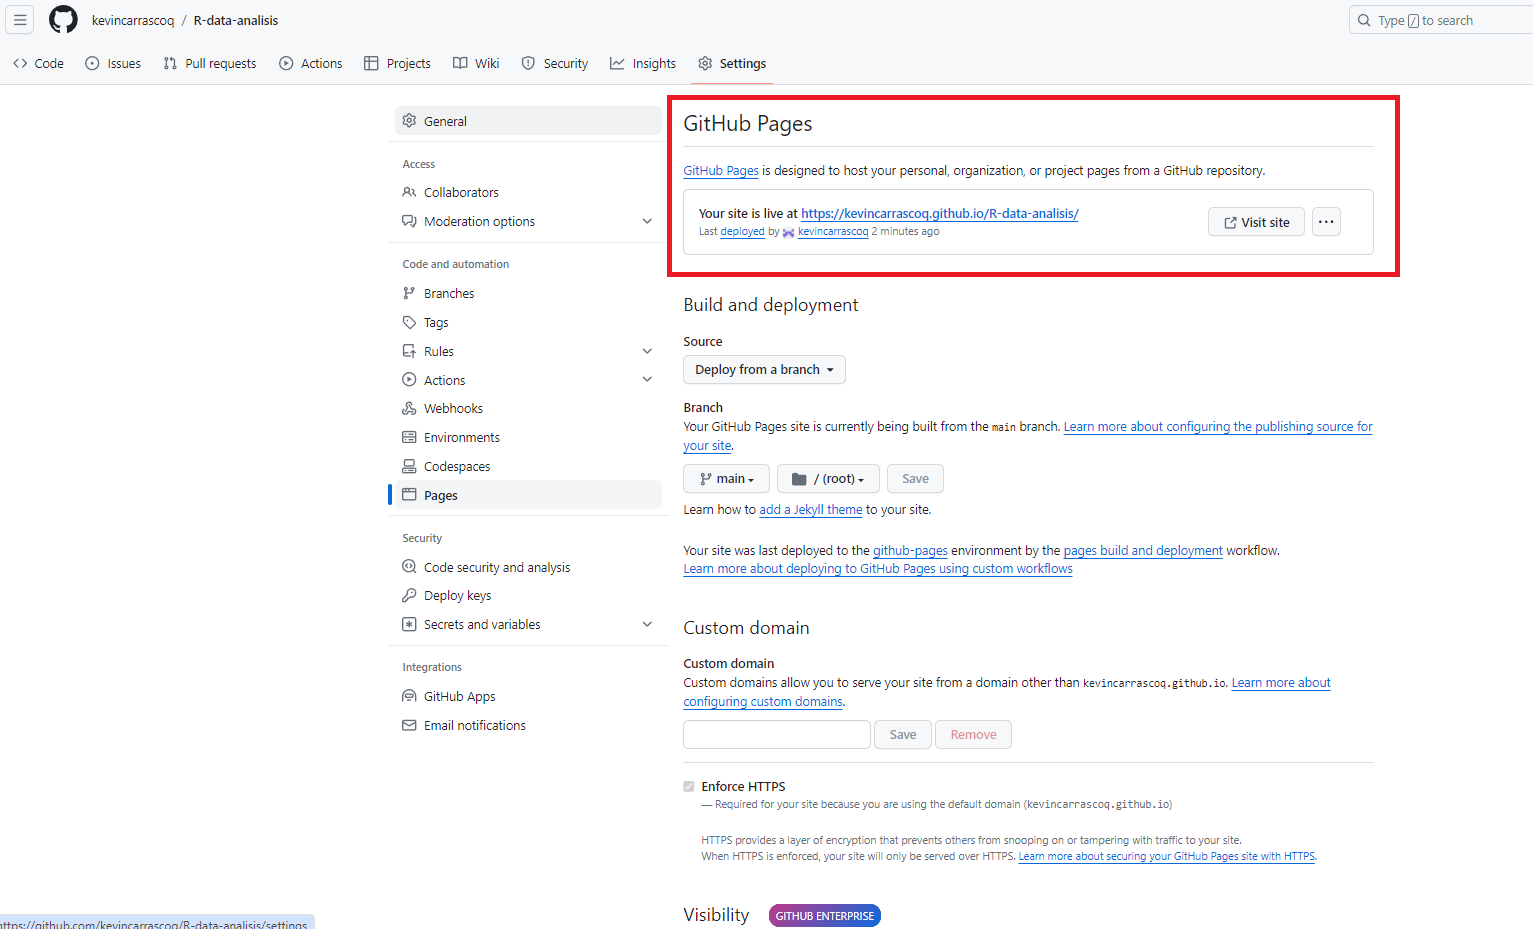 kevincarrascoq / R-data-analisis
Type / to search
Code Issues Pull requests Actions Projects Wiki Security Insights Settings
General
Access
Collaborators
Moderation options
Code and automation
Branches
Tags
Rules
Actions
Webhooks
Environments
Codespaces
Pages
Security
Code security and analysis
Deploy keys
Secrets and variables
Integrations
GitHub Apps
Email notifications
GitHub Pages
GitHub Pages is designed to host your personal, organization, or project pages from a GitHub repository.
Your site is live at https://kevincarrascoq.github.io/R-data-analisis/
Last deployed by kevincarrascoq 2 minutes ago
Visit site
Build and deployment
Source
Deploy from a branch
Branch
Your GitHub Pages site is currently being built from the main branch. Learn more about configuring the publishing source for
your site.
main / (root) Save
Learn how to add a Jekyll theme to your site.
Your site was last deployed to the github-pages environment by the pages build and deployment workflow.
Learn more about deploying to GitHub Pages using custom workflows
Custom domain
Custom domain
Custom domains allow you to serve your site from a domain other than kevincarrascoq.github.io. Learn more about
configuring custom domains.
Save Remove
Enforce HTTPS
— Required for your site because you are using the default domain (kevincarrascoq.github.io)
HTTPS provides a layer of encryption that prevents others from snooping on or tampering with traffic to your site.
When HTTPS is enforced, your site will only be served over HTTPS. Learn more about securing your GitHub Pages site with HTTPS.
Visibility GITHUB ENTERPRISE
https://github.com/kevincarrascoq/R-data-analisis/settings